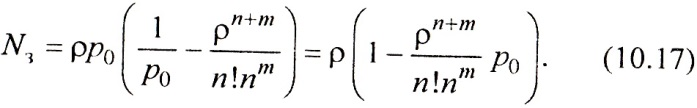 N_з = ρp_0 ( 1/p_0 − ρ^{n+m}/(n!n^m) ) = ρ ( 1 − ρ^{n+m}/(n!n^m) p_0 ). (10.17)